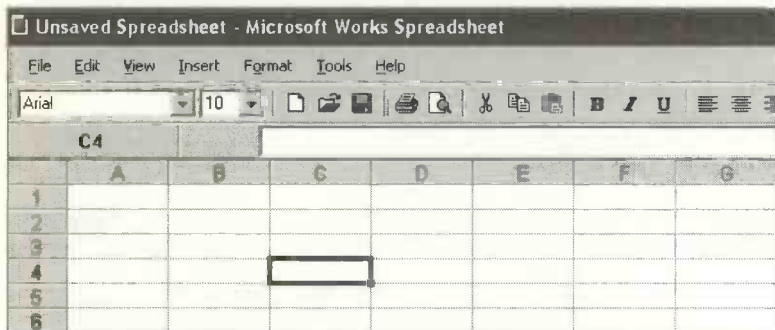 Unsaved Spreadsheet - Microsoft Works Spreadsheet
File Edit View Insert Format Tools Help
Arial 10 B I U
C4
A B C D E F G
1
2
3
4
5
6